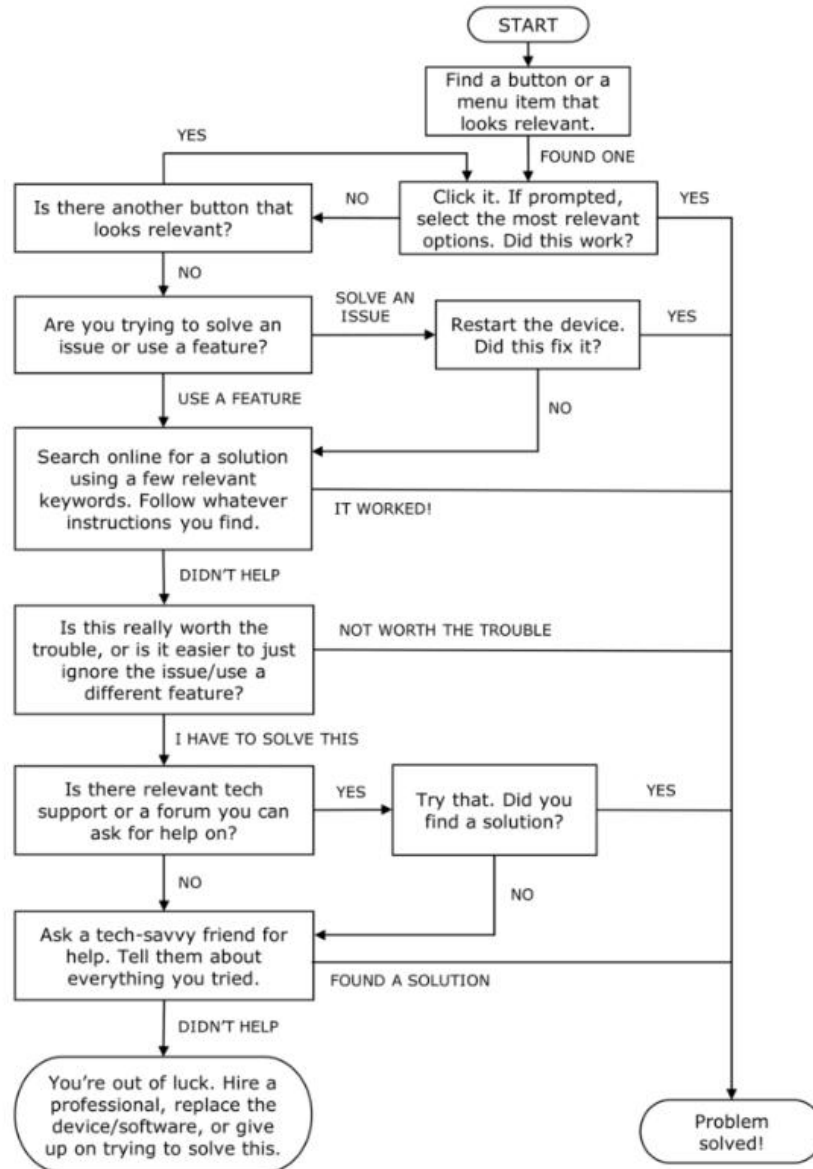 START
Find a button or a
menu item that
looks relevant.
YES
FOUND ONE
Is there another button that
looks relevant?
NO
Click it. If prompted,
select the most relevant
options. Did this work?
YES
NO
Are you trying to solve an
issue or use a feature?
SOLVE AN
ISSUE
Restart the device.
Did this fix it?
YES
USE A FEATURE
NO
Search online for a solution
using a few relevant
keywords. Follow whatever
instructions you find.
IT WORKED!
DIDN'T HELP
Is this really worth the
trouble, or is it easier to just
ignore the issue/use a
different feature?
NOT WORTH THE TROUBLE
I HAVE TO SOLVE THIS
Is there relevant tech
support or a forum you can
ask for help on?
YES
Try that. Did you
find a solution?
YES
NO
NO
Ask a tech-savvy friend for
help. Tell them about
everything you tried.
FOUND A SOLUTION
DIDN'T HELP
You're out of luck. Hire a
professional, replace the
device/software, or give
up on trying to solve this.
Problem
solved!